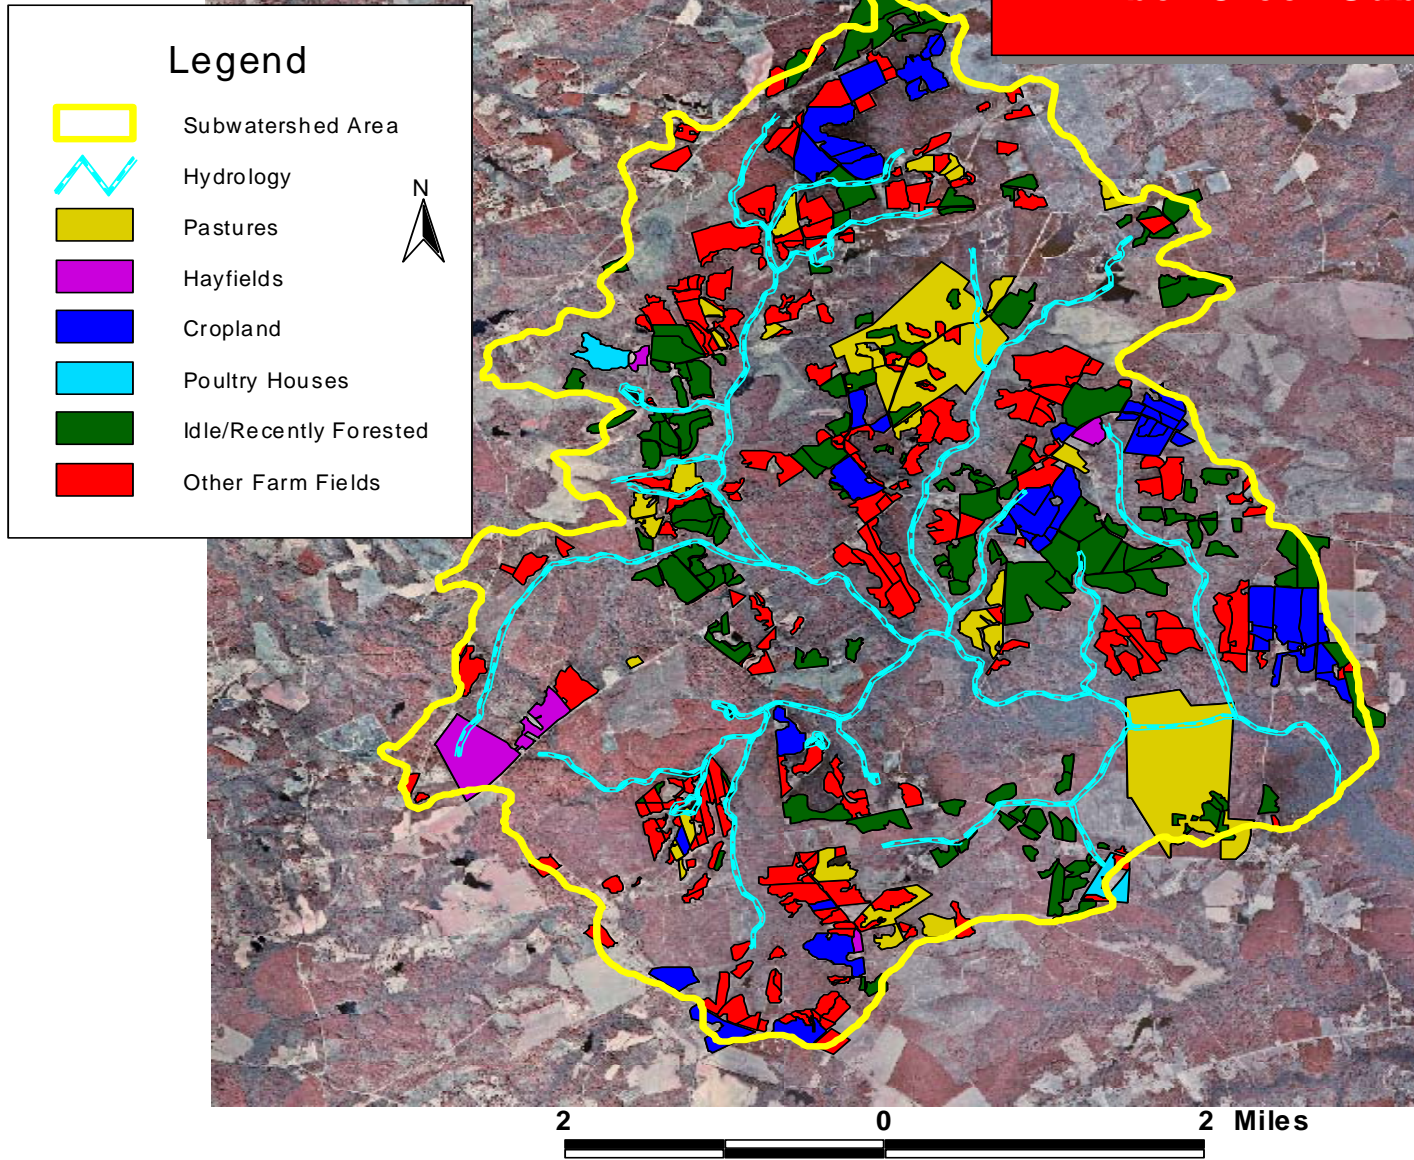 Legend
Subwatershed Area
Hydrology
N
Pastures
Hayfields
Cropland
Poultry Houses
Idle/Recently Forested
Other Farm Fields
2 0 2 Miles